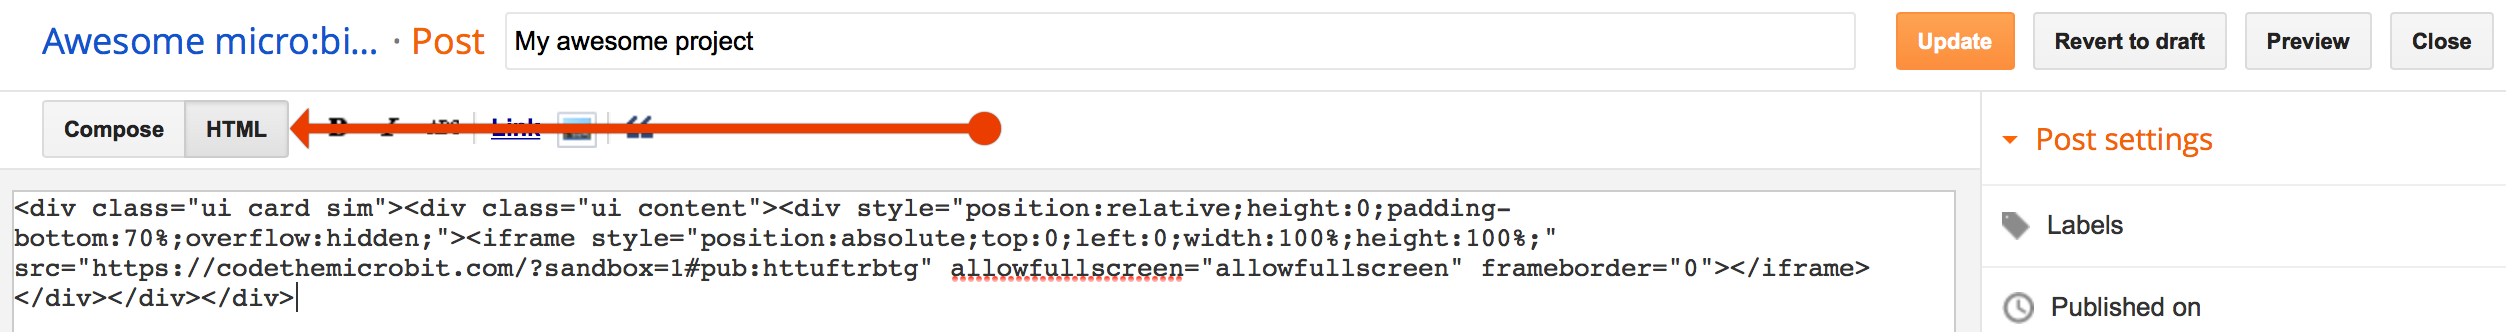 Awesome micro:bi... · Post My awesome project Update Revert to draft Preview Close
Compose HTML B I ABC Link
Post settings
<div class="ui card sim"><div class="ui content"><div style="position:relative;height:0;padding-
bottom:70%;overflow:hidden;"><iframe style="position:absolute;top:0;left:0;width:100%;height:100%;"
src="https://codethemicrobit.com/?sandbox=1#pub:httuftrbtg" allowfullscreen="allowfullscreen" frameborder="0"></iframe>
</div></div></div>
Labels
Published on